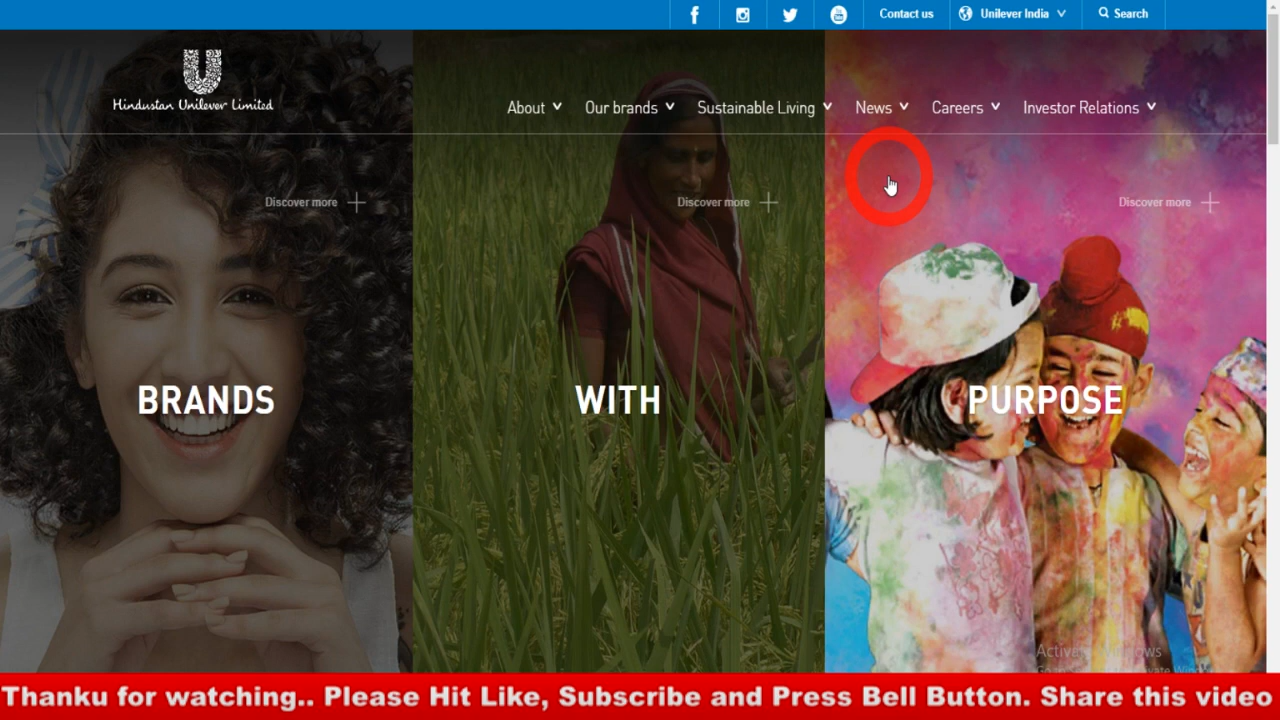 Contact us Unilever India Search
U
Hindustan Unilever Limited
About Our brands Sustainable Living News Careers Investor Relations
Discover more Discover more Discover more
BRANDS WITH PURPOSE
Activate Windows
Thanku for watching.. Please Hit Like, Subscribe and Press Bell Button. Share this video